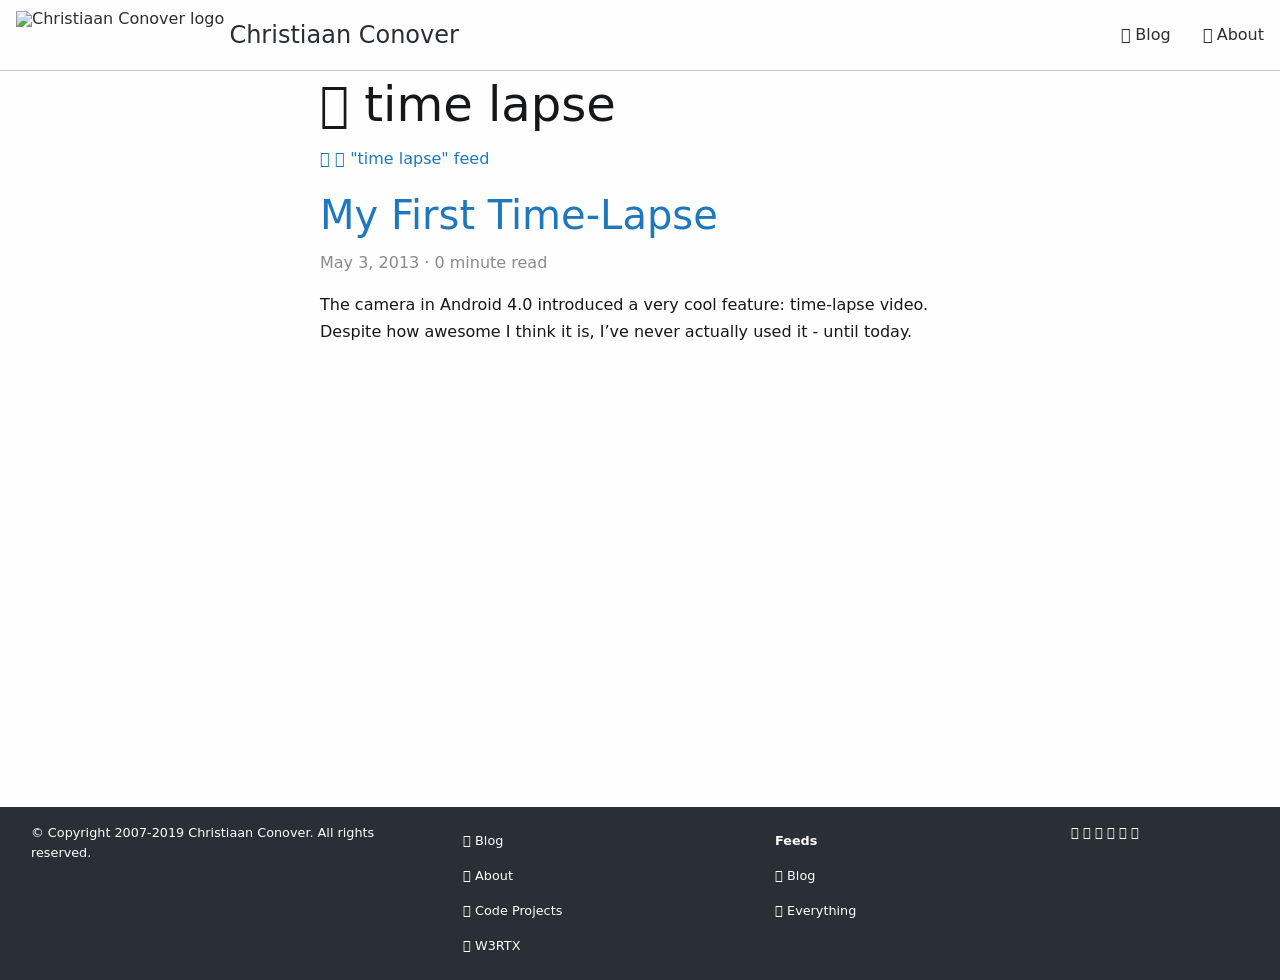 Christiaan Conover logo
Christiaan Conover
Blog
About
time lapse
"time lapse" feed
My First Time-Lapse
May 3, 2013 · 0 minute read
The camera in Android 4.0 introduced a very cool feature: time-lapse video.
Despite how awesome I think it is, I’ve never actually used it - until today.
© Copyright 2007-2019 Christiaan Conover. All rights
reserved.
Blog
About
Code Projects
W3RTX
Feeds
Blog
Everything